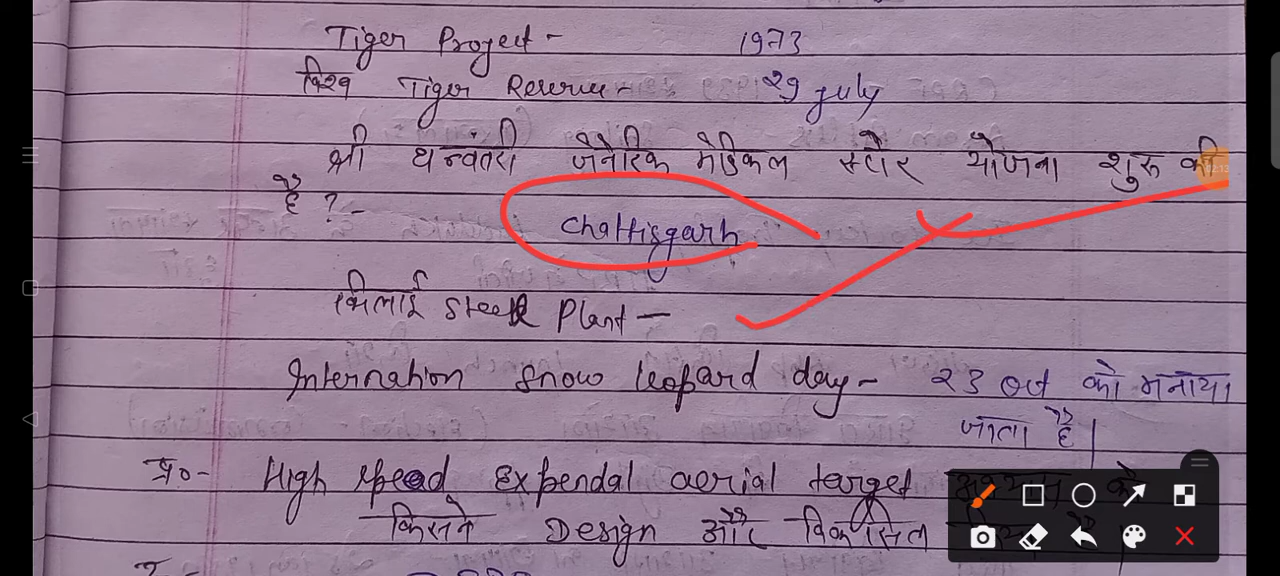 Tiger Project - 1973
विश्व Tiger Reserve - 29 July
श्री धन्वंतरी जेनेरिक मेडिकल स्टोर योजना शुरू की
है ? -
Chattisgarh
भिलाई Steel Plant -
Internation Snow leopard day - 23 Oct को मनाया
जाता है |
प्र०- High speed Expendal aerial target
किसने Design और विकसित